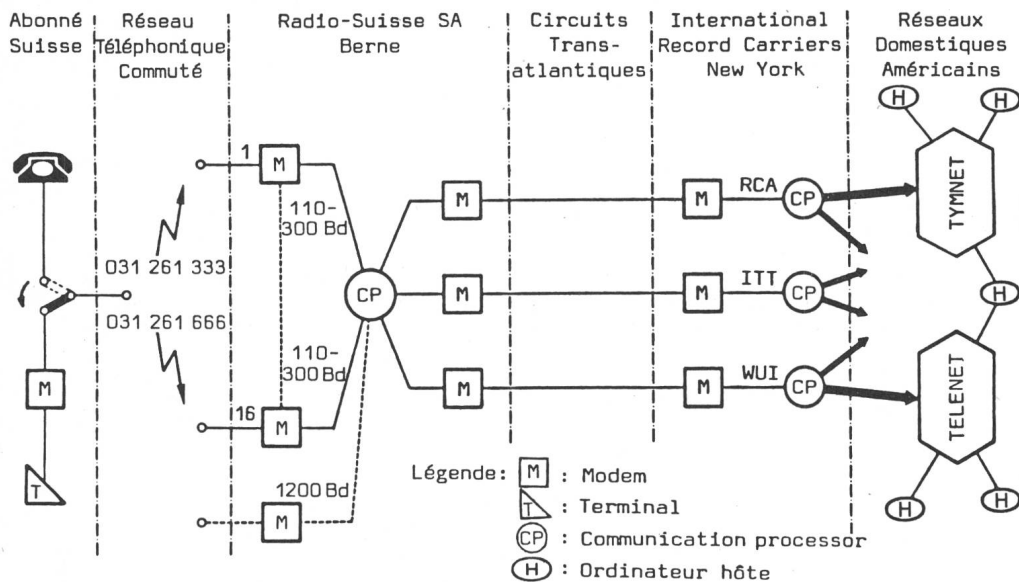 Abonné
Suisse
Réseau
Téléphonique
Commuté
Radio-Suisse SA
Berne
Circuits
Trans-
atlantiques
International
Record Carriers
New York
Réseaux
Domestiques
Américains
H
H
1
M
110-
300 Bd
M
M
RCA
CP
TYMNET
031 261 333
CP
M
M
ITT
CP
H
031 261 666
M
110-
300 Bd
M
M
WUI
CP
TELENET
16
M
T
1200 Bd
M
H
H
Légende: M : Modem
T : Terminal
CP : Communication processor
H : Ordinateur hôte